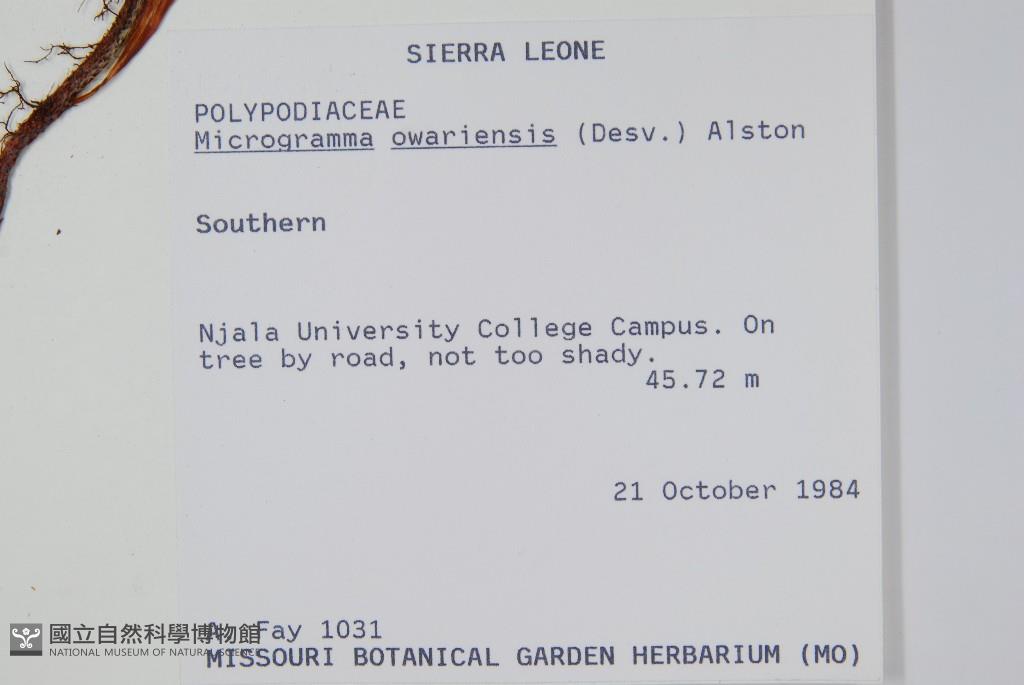 SIERRA LEONE
POLYPODIACEAE
Microgramma owariensis (Desv.) Alston
Southern
Njala University College Campus. On
tree by road, not too shady.
45.72 m
21 October 1984
Fay 1031
MISSOURI BOTANICAL GARDEN HERBARIUM (MO)
國立自然科學博物館
NATIONAL MUSEUM OF NATURAL SCIENCE